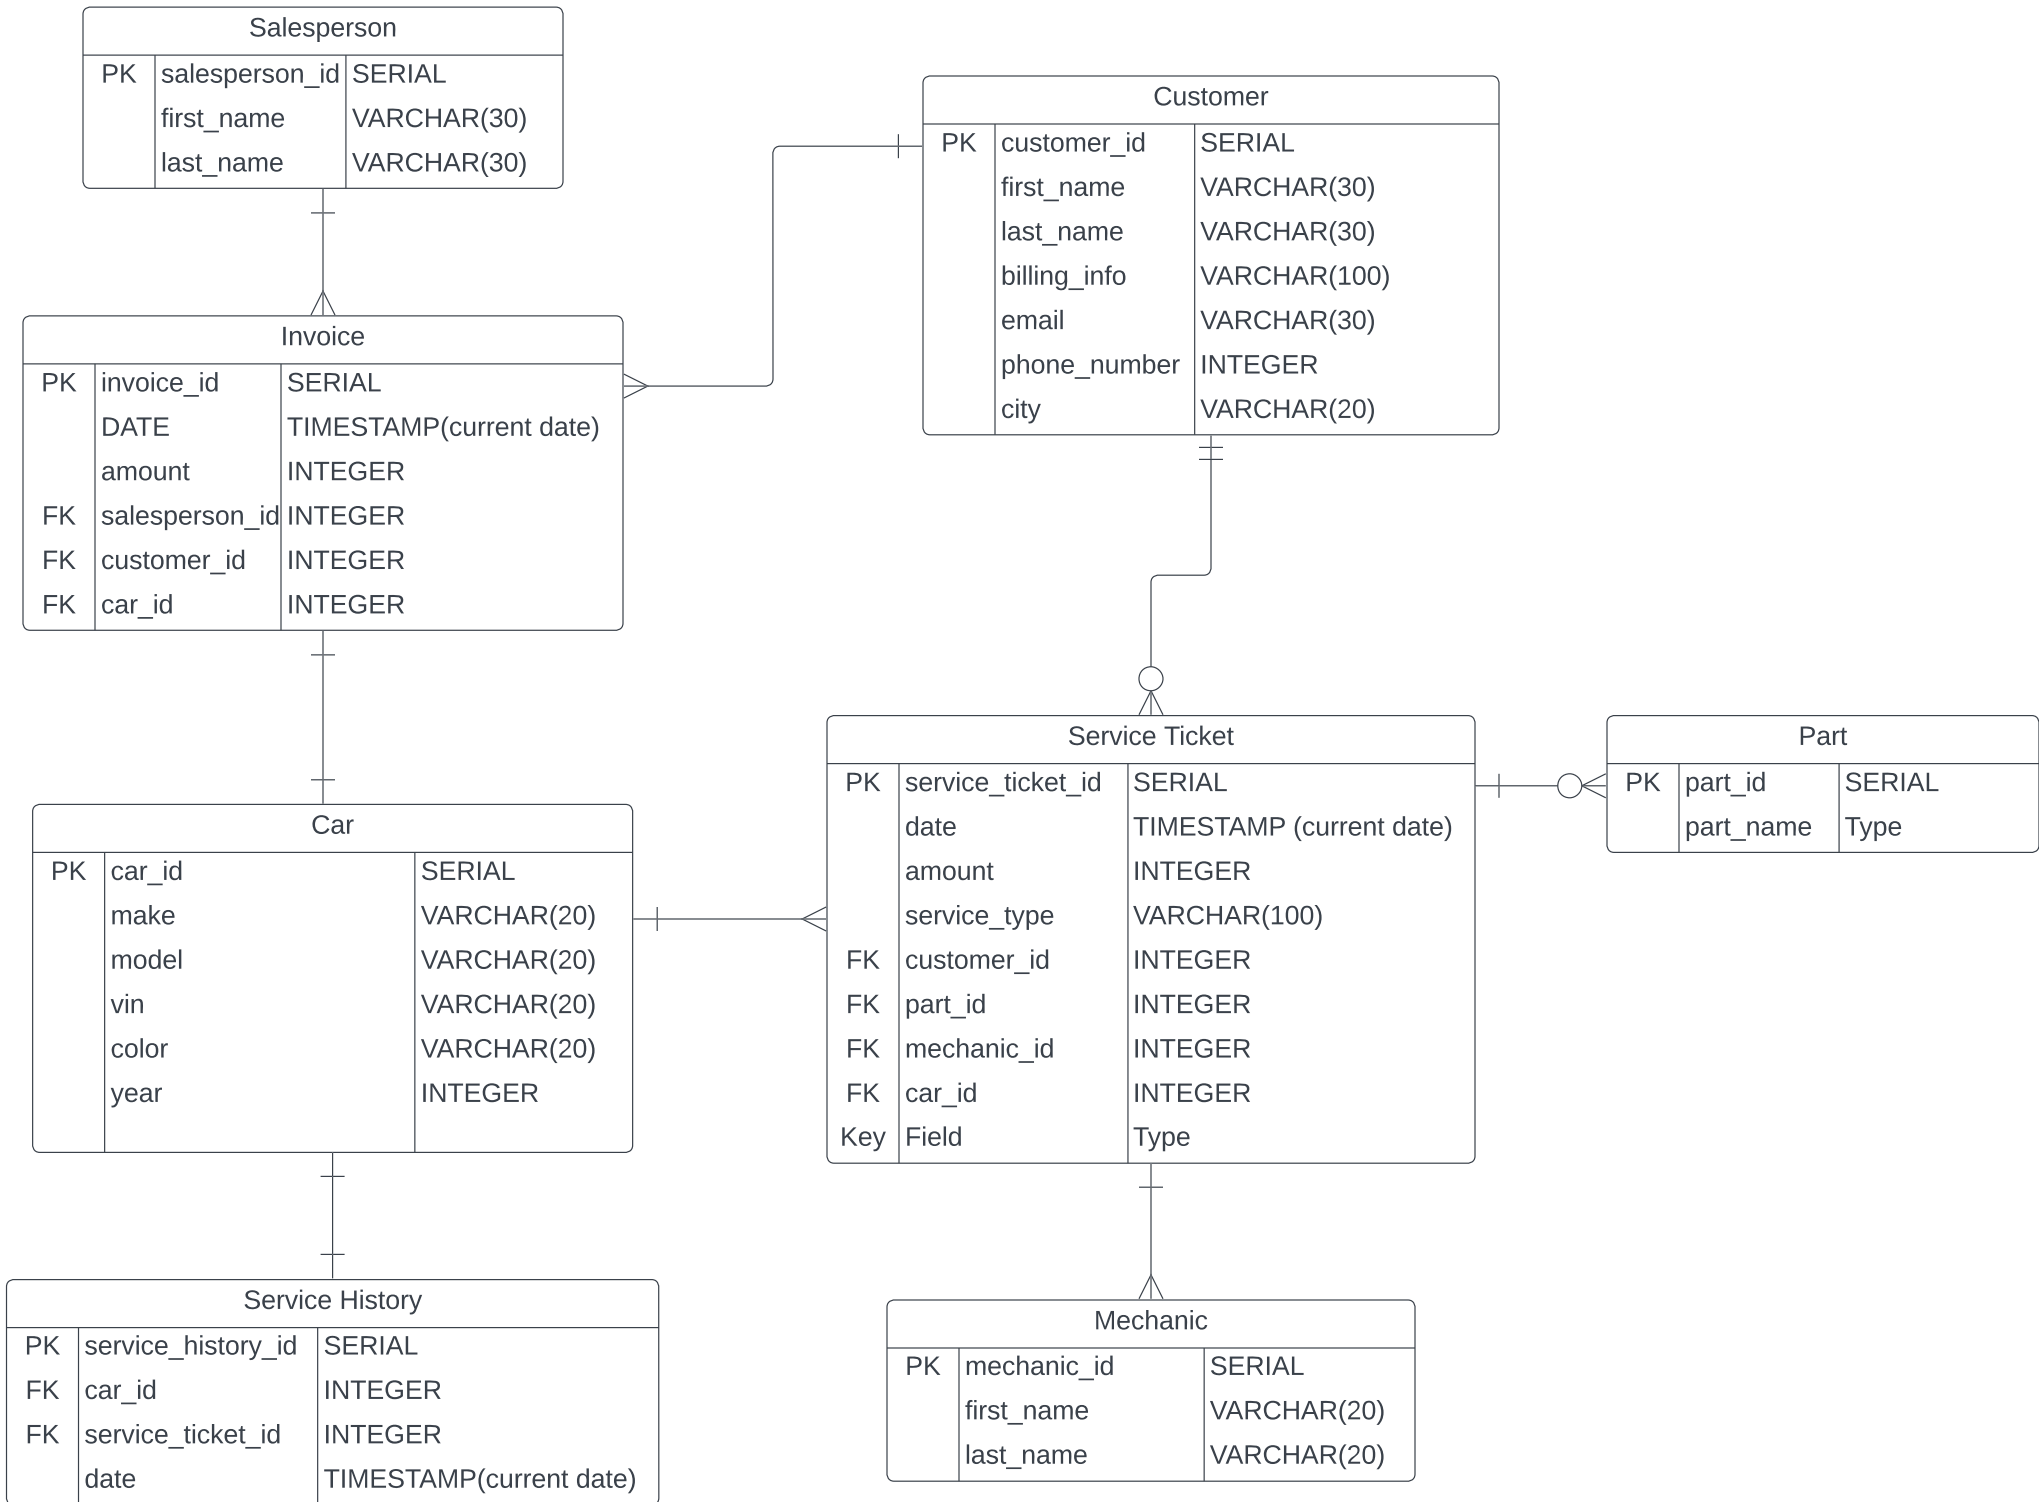 Salesperson
PK salesperson_id SERIAL
first_name VARCHAR(30)
last_name VARCHAR(30)
Customer
PK customer_id SERIAL
first_name VARCHAR(30)
last_name VARCHAR(30)
billing_info VARCHAR(100)
email VARCHAR(30)
phone_number INTEGER
city VARCHAR(20)
Invoice
PK invoice_id SERIAL
DATE TIMESTAMP(current date)
amount INTEGER
FK salesperson_id INTEGER
FK customer_id INTEGER
FK car_id INTEGER
Service Ticket
PK service_ticket_id SERIAL
date TIMESTAMP (current date)
amount INTEGER
service_type VARCHAR(100)
FK customer_id INTEGER
FK part_id INTEGER
FK mechanic_id INTEGER
FK car_id INTEGER
Key Field Type
Part
PK part_id SERIAL
part_name Type
Car
PK car_id SERIAL
make VARCHAR(20)
model VARCHAR(20)
vin VARCHAR(20)
color VARCHAR(20)
year INTEGER
Service History
PK service_history_id SERIAL
FK car_id INTEGER
FK service_ticket_id INTEGER
date TIMESTAMP(current date)
Mechanic
PK mechanic_id SERIAL
first_name VARCHAR(20)
last_name VARCHAR(20)